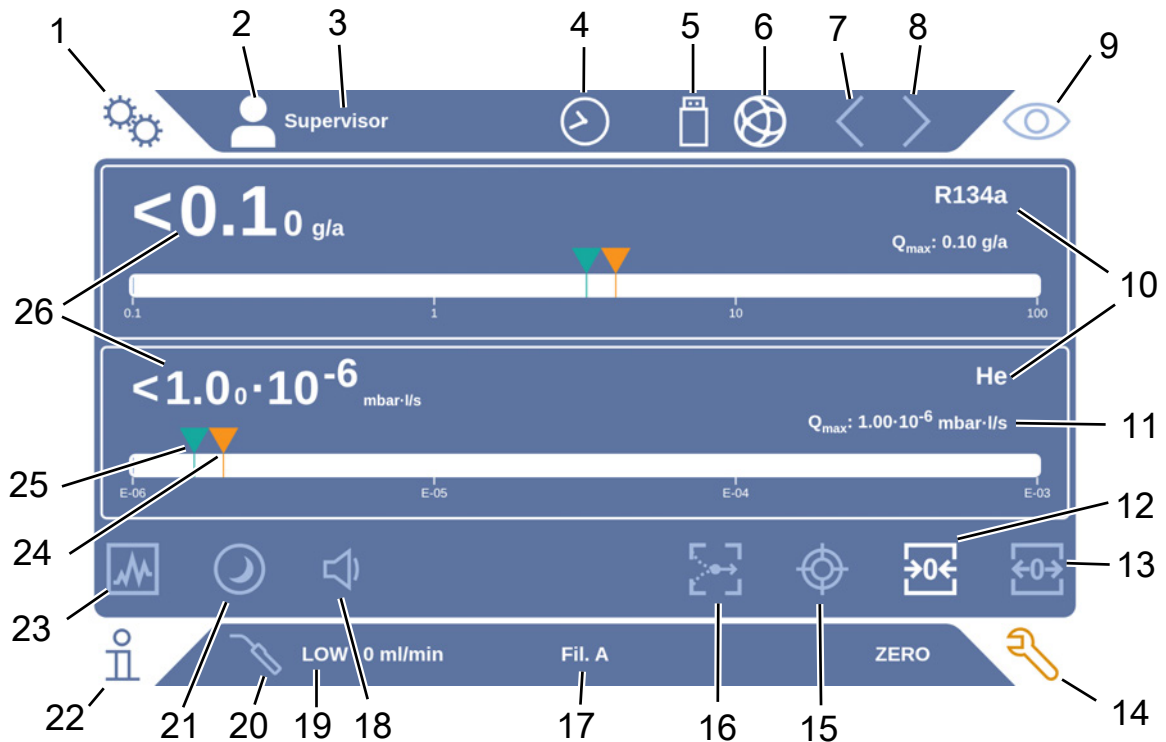 1 2 3 4 5 6 7 8 9
Supervisor
<0.10 g/a
R134a
Qmax: 0.10 g/a
10
26
0.1 1 10 100
<1.00·10-6 mbar·l/s
He
Qmax: 1.00·10-6 mbar·l/s
11
25
E-06 E-05 E-04 E-03
12
24
→0← ←0→
13
23
LOW 0 ml/min Fil. A ZERO
22 21 20 19 18 17 16 15 14